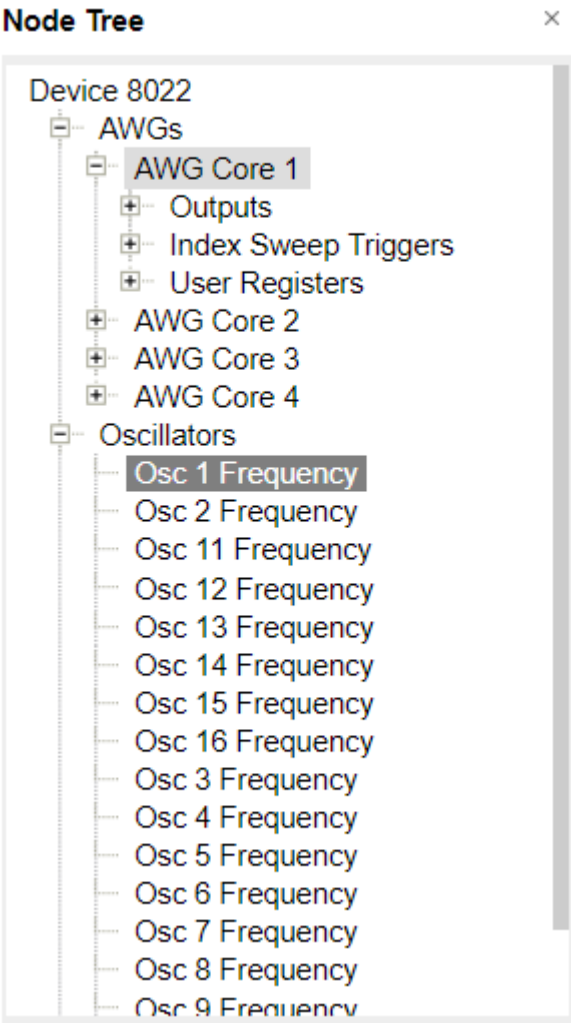 Node Tree
Device 8022
AWGs
AWG Core 1
Outputs
Index Sweep Triggers
User Registers
AWG Core 2
AWG Core 3
AWG Core 4
Oscillators
Osc 1 Frequency
Osc 2 Frequency
Osc 11 Frequency
Osc 12 Frequency
Osc 13 Frequency
Osc 14 Frequency
Osc 15 Frequency
Osc 16 Frequency
Osc 3 Frequency
Osc 4 Frequency
Osc 5 Frequency
Osc 6 Frequency
Osc 7 Frequency
Osc 8 Frequency
Osc 9 Frequency